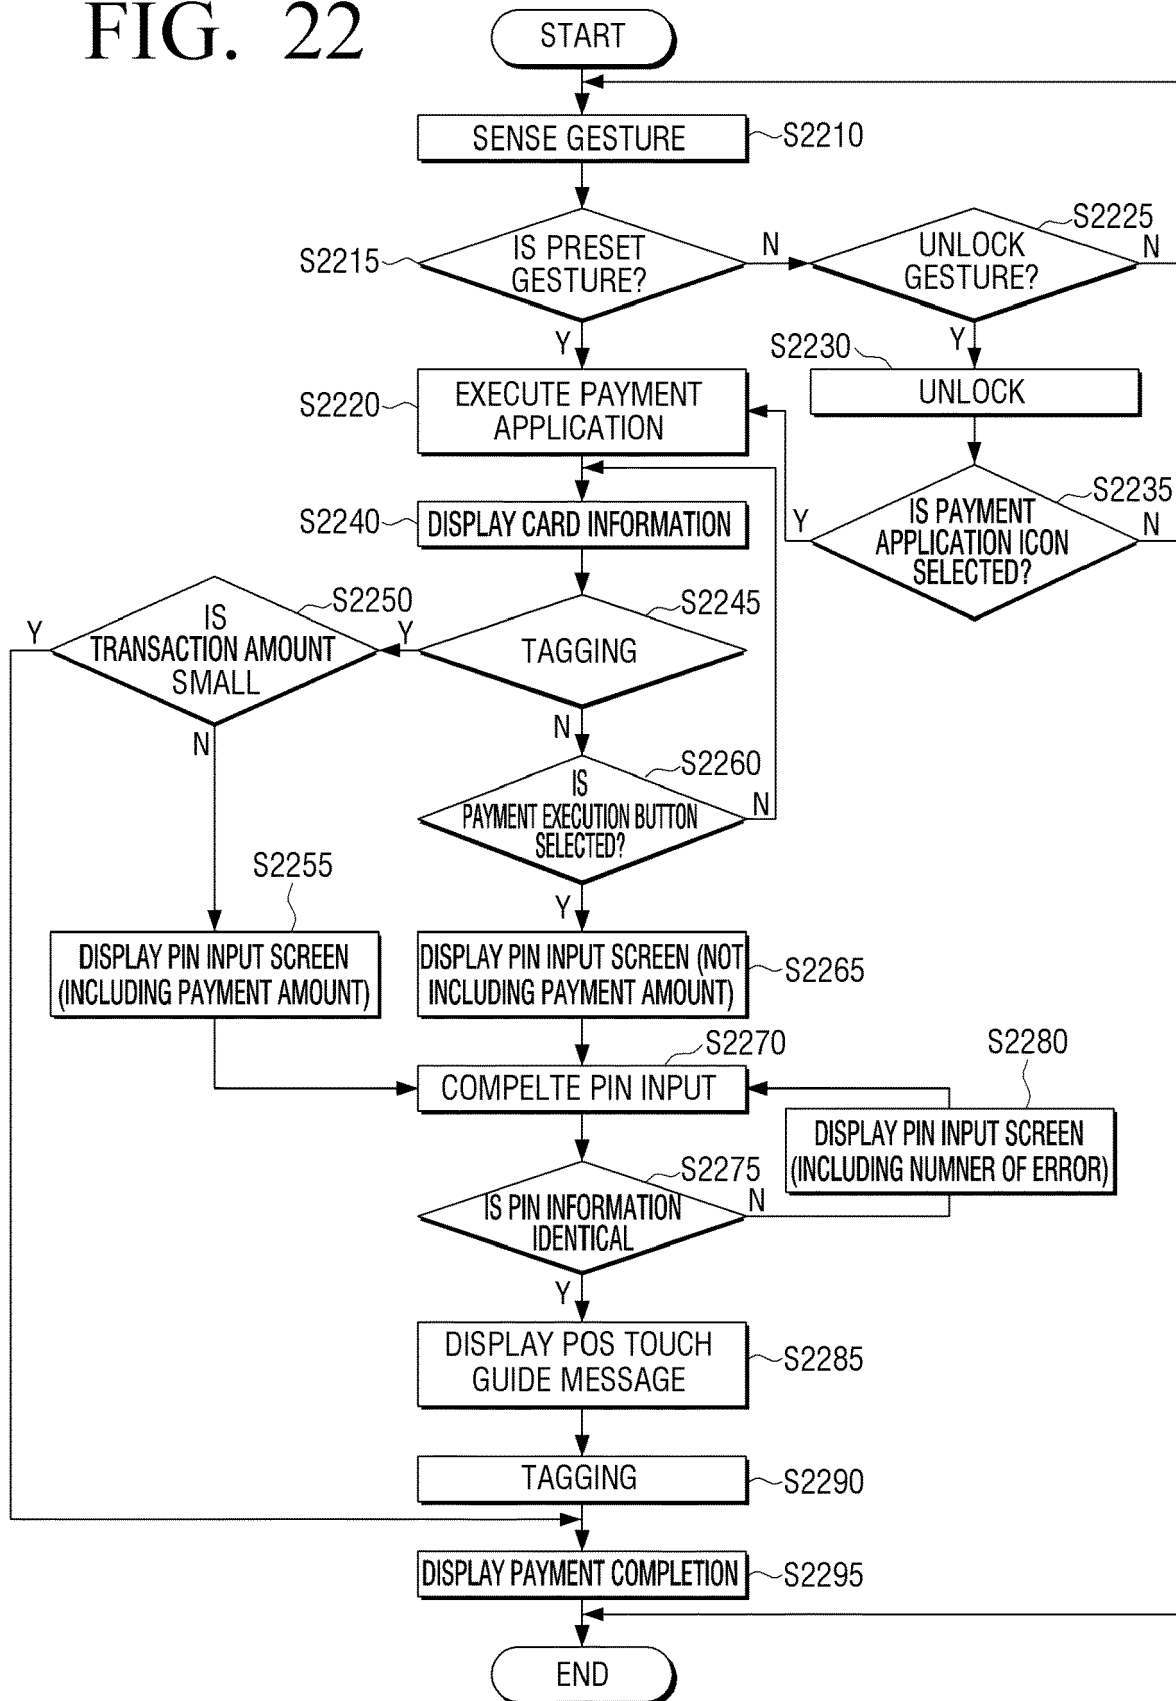 FIG. 22
START
SENSE GESTURE
S2210
S2215
IS PRESET
GESTURE?
N
UNLOCK
GESTURE?
S2225
N
Y
Y
S2220
EXECUTE PAYMENT
APPLICATION
S2230
UNLOCK
S2240
DISPLAY CARD INFORMATION
Y
IS PAYMENT
APPLICATION ICON
SELECTED?
S2235
N
Y
IS
TRANSACTION AMOUNT
SMALL
S2250
Y
TAGGING
S2245
N
N
IS
PAYMENT EXECUTION BUTTON
SELECTED?
S2260
N
Y
S2255
DISPLAY PIN INPUT SCREEN
(INCLUDING PAYMENT AMOUNT)
DISPLAY PIN INPUT SCREEN (NOT
INCLUDING PAYMENT AMOUNT)
S2265
COMPELTE PIN INPUT
S2270
S2280
DISPLAY PIN INPUT SCREEN
(INCLUDING NUMNER OF ERROR)
IS PIN INFORMATION
IDENTICAL
S2275
N
Y
DISPLAY POS TOUCH
GUIDE MESSAGE
S2285
TAGGING
S2290
DISPLAY PAYMENT COMPLETION
S2295
END